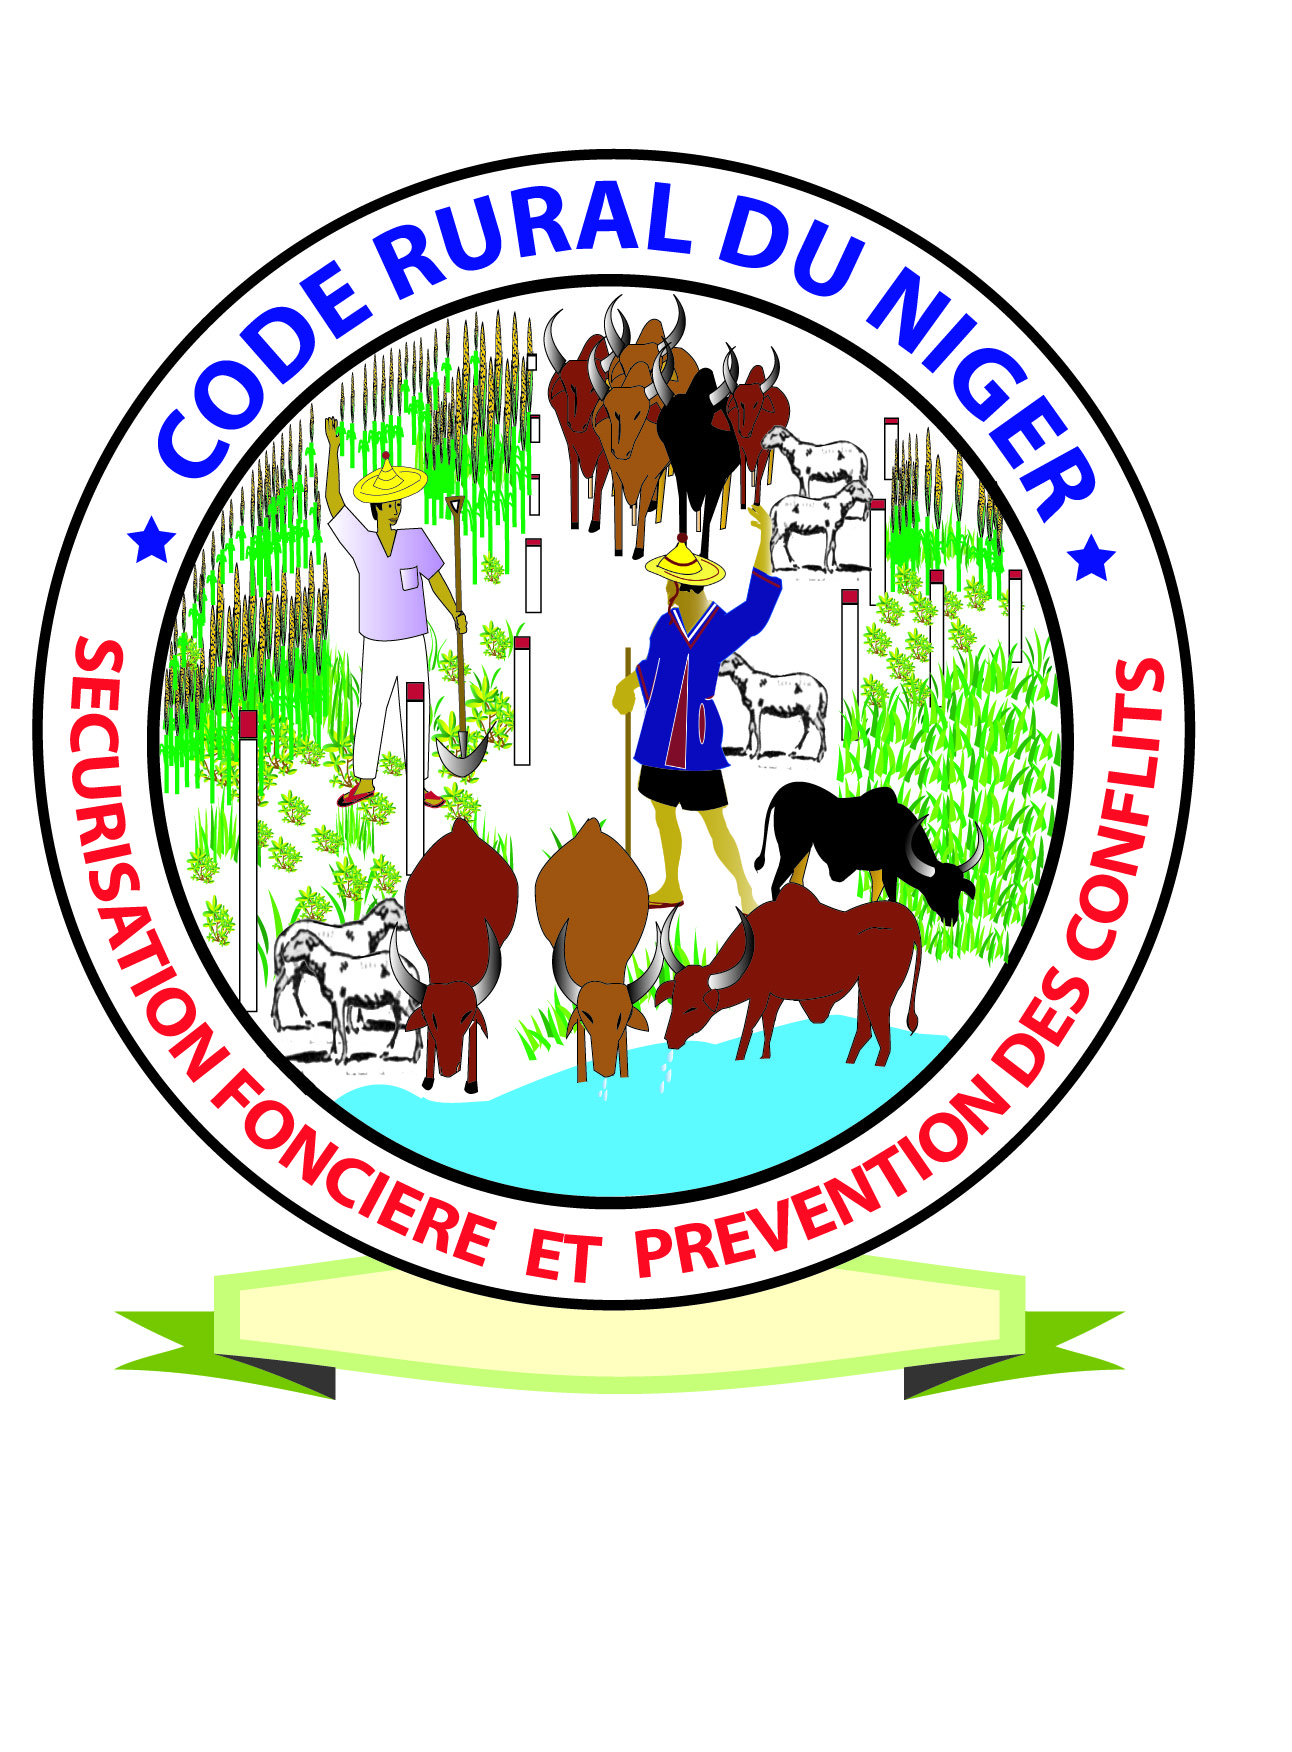 CODE RURAL DU NIGER
SECURISATION FONCIERE ET PREVENTION DES CONFLITS